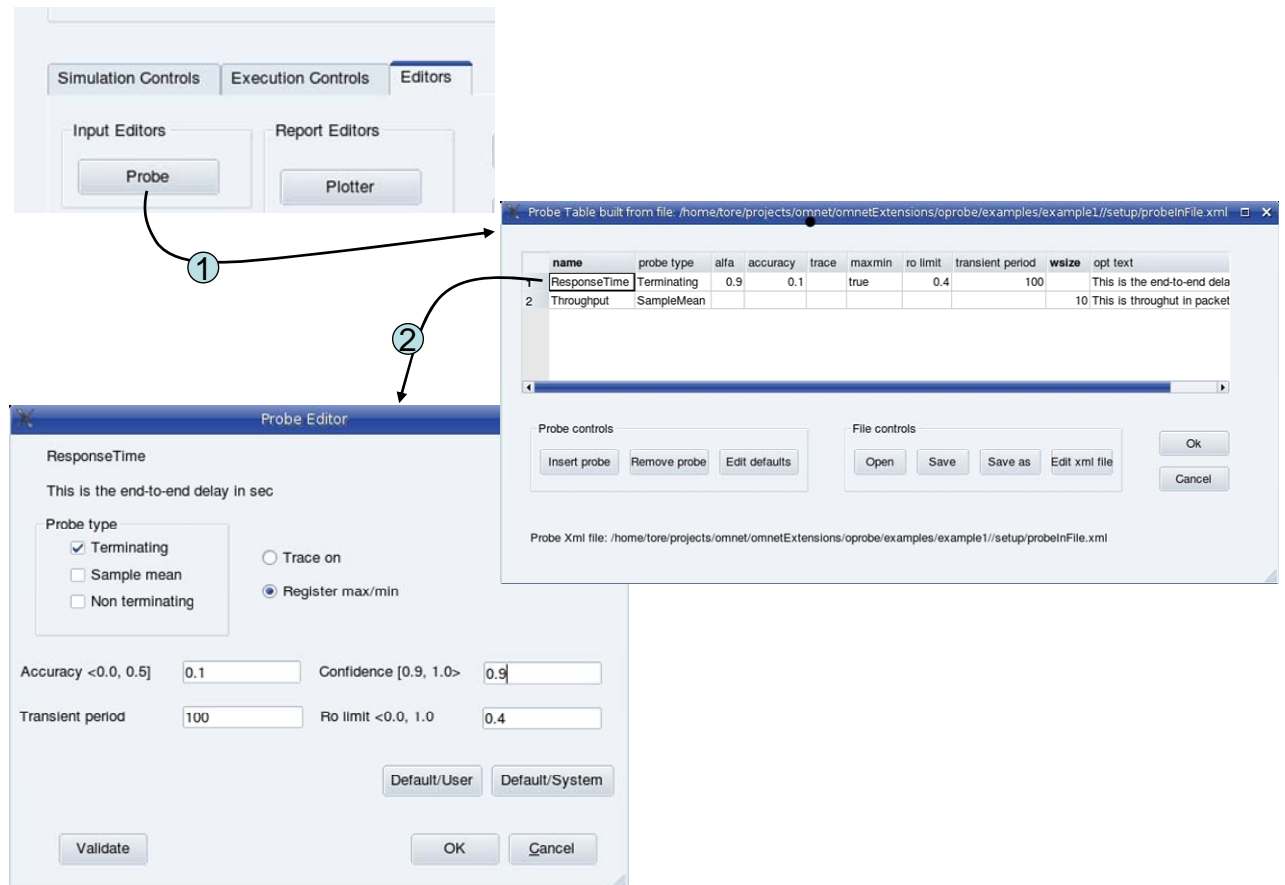 Simulation Controls Execution Controls Editors
Input Editors Report Editors
Probe Plotter
1
Probe Table built from file: /home/tore/projects/omnet/omnetExtensions/oprobe/examples/example1//setup/probeInFile.xml
name probe type alfa accuracy trace maxmin ro limit transient period wsize opt text
1 ResponseTime Terminating 0.9 0.1 true 0.4 100 This is the end-to-end dela
2 Throughput SampleMean 10 This is throughut in packet
Probe controls File controls
Insert probe Remove probe Edit defaults Open Save Save as Edit xml file Ok
Cancel
Probe Xml file: /home/tore/projects/omnet/omnetExtensions/oprobe/examples/example1//setup/probeInFile.xml
2
Probe Editor
ResponseTime
This is the end-to-end delay in sec
Probe type
Terminating
Sample mean
Non terminating
Trace on
Register max/min
Accuracy <0.0, 0.5] 0.1 Confidence [0.9, 1.0> 0.9
Transient period 100 Ro limit <0.0, 1.0 0.4
Default/User Default/System
Validate OK Cancel